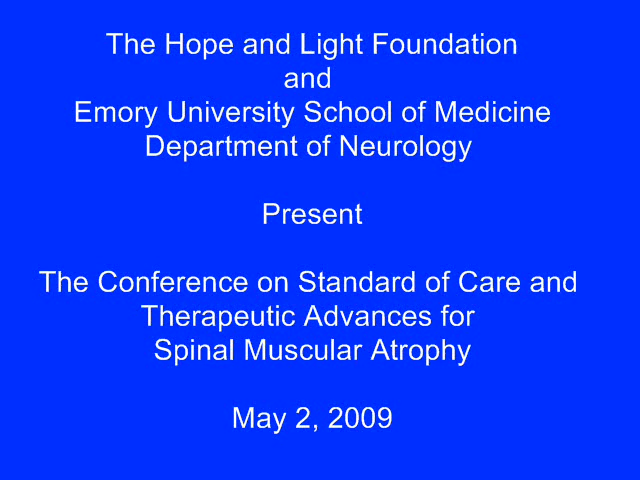 The Hope and Light Foundation
and
Emory University School of Medicine
Department of Neurology
Present
The Conference on Standard of Care and
Therapeutic Advances for
Spinal Muscular Atrophy
May 2, 2009